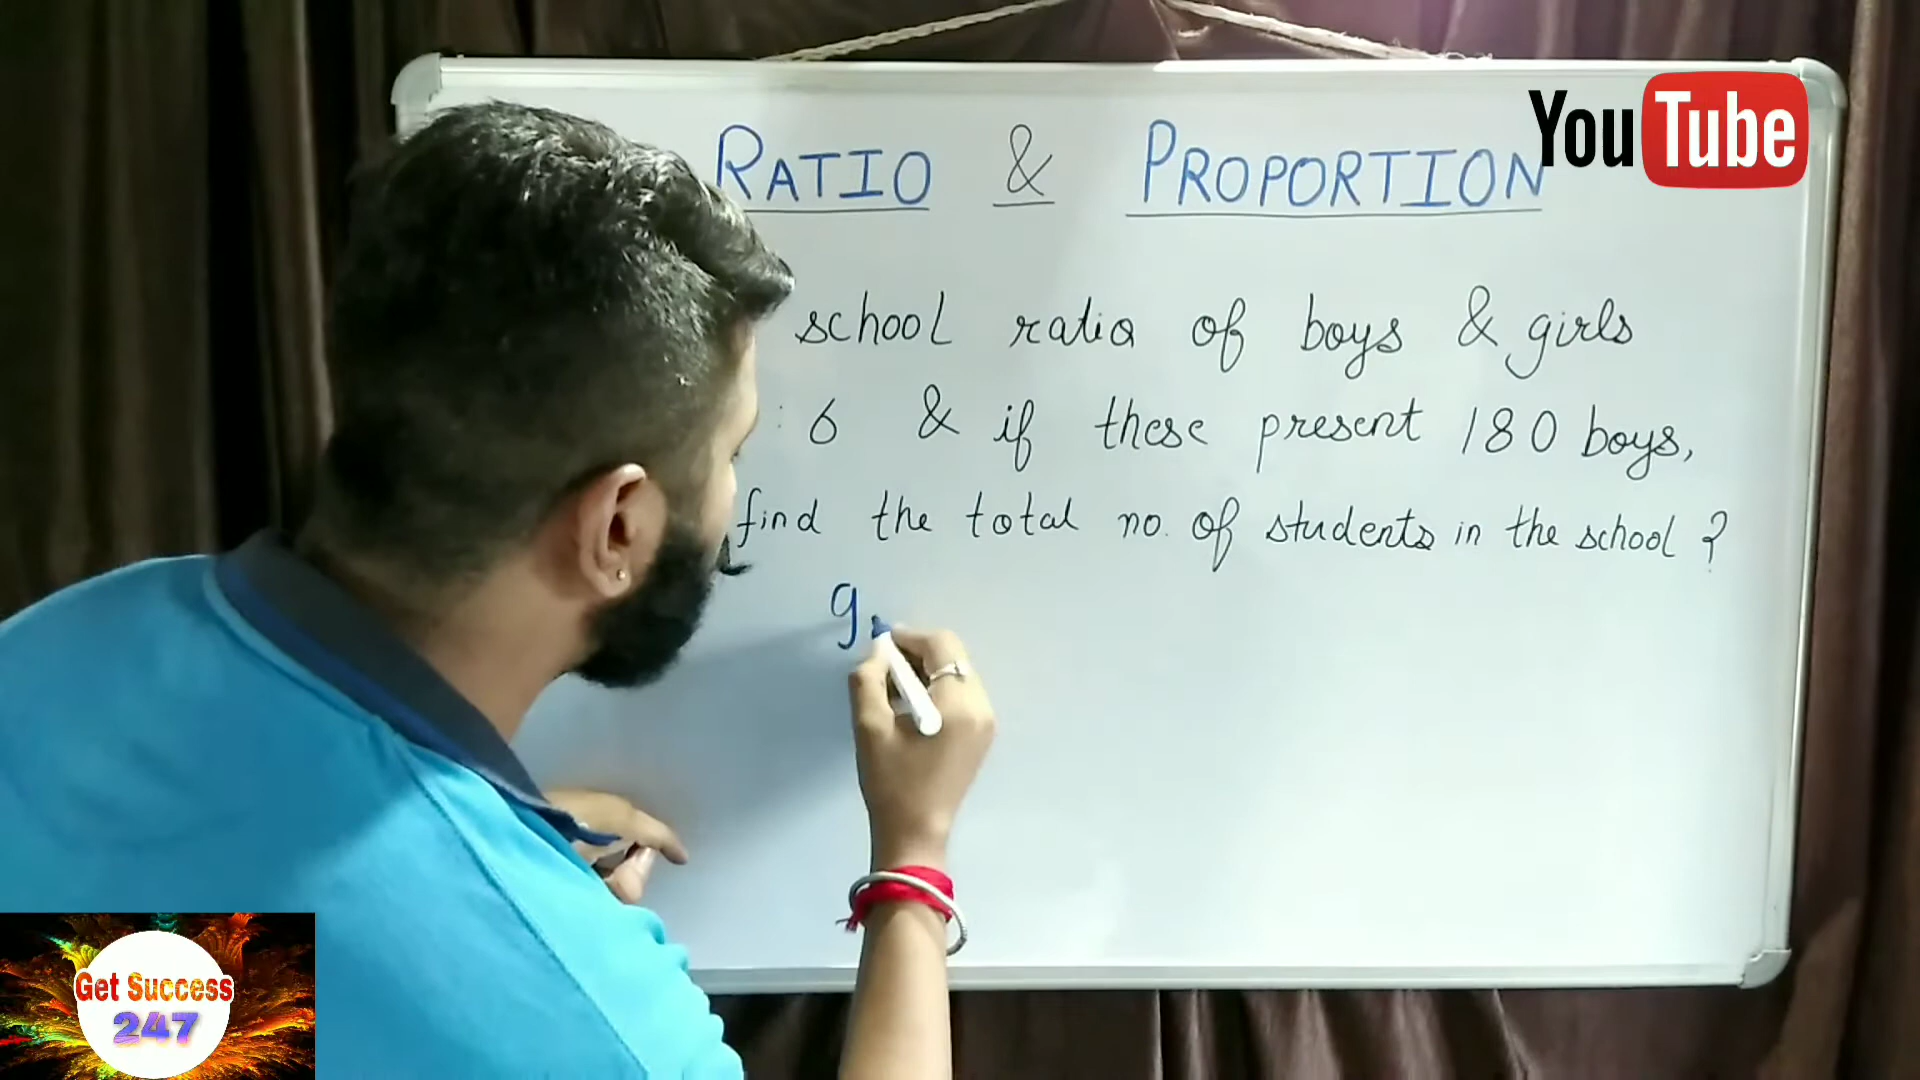 YouTube
RATIO & PROPORTION
school ratio of boys & girls
: 6 & if these present 180 boys,
find the total no. of students in the school ?
9
Get Success
247